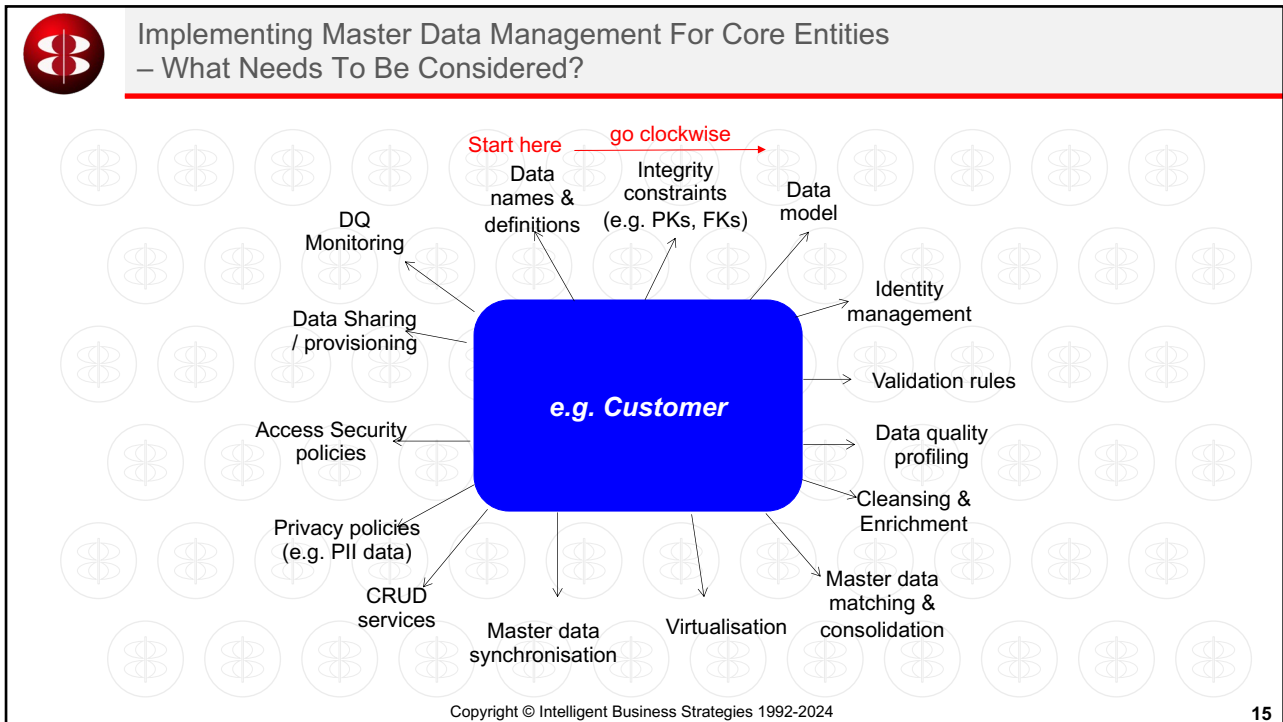 Implementing Master Data Management For Core Entities
– What Needs To Be Considered?
Start here
go clockwise
Data
names &
definitions
Integrity
constraints
(e.g. PKs, FKs)
Data
model
Identity
management
Validation rules
Data quality
profiling
Cleansing &
Enrichment
Master data
matching &
consolidation
Virtualisation
Master data
synchronisation
CRUD
services
Privacy policies
(e.g. PII data)
Access Security
policies
Data Sharing
/ provisioning
DQ
Monitoring
e.g. Customer
Copyright © Intelligent Business Strategies 1992-2024
15